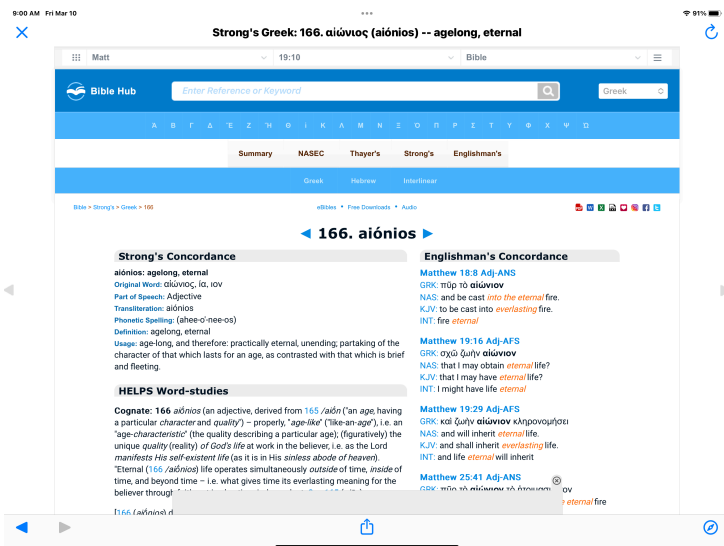 9:00 AM Fri Mar 10
91%
Strong's Greek: 166. αἰώνιος (aiónios) -- agelong, eternal
Matt 19:10 Bible
Bible Hub
Enter Reference or Keyword
Greek
Summary NASEC Thayer's Strong's Englishman's
Greek Hebrew Interlinear
Bible > Strong's > Greek > 166
eBibles • Free Downloads • Audio
◄ 166. aiónios ►
Strong's Concordance
aiónios: agelong, eternal
Original Word: αἰώνιος, ία, ιον
Part of Speech: Adjective
Transliteration: aiónios
Phonetic Spelling: (ahee-o'-nee-os)
Definition: agelong, eternal
Usage: age-long, and therefore: practically eternal, unending; partaking of the
character of that which lasts for an age, as contrasted with that which is brief
and fleeting.
HELPS Word-studies
Cognate: 166 aiṓnios (an adjective, derived from 165 /aiṓn ("an age, having
a particular character and quality") – properly, "age-like" ("like-an-age"), i.e. an
"age-characteristic" (the quality describing a particular age); (figuratively) the
unique quality (reality) of God's life at work in the believer, i.e. as the Lord
manifests His self-existent life (as it is in His sinless abode of heaven).
"Eternal (166 /aiṓnios) life operates simultaneously outside of time, inside of
time, and beyond time – i.e. what gives time its everlasting meaning for the
believer through
[166 (aiṓnios) d
Englishman's Concordance
Matthew 18:8 Adj-ANS
GRK: πῦρ τὸ αἰώνιον
NAS: and be cast into the eternal fire.
KJV: to be cast into everlasting fire.
INT: fire eternal
Matthew 19:16 Adj-AFS
GRK: σχῶ ζωὴν αἰώνιον
NAS: that I may obtain eternal life?
KJV: that I may have eternal life?
INT: I might have life eternal
Matthew 19:29 Adj-AFS
GRK: καὶ ζωὴν αἰώνιον κληρονομήσει
NAS: and will inherit eternal life.
KJV: and shall inherit everlasting life.
INT: and life eternal will inherit
Matthew 25:41 Adj-ANS
GRK: πῦρ τὸ αἰώνιον τὸ
eternal fire